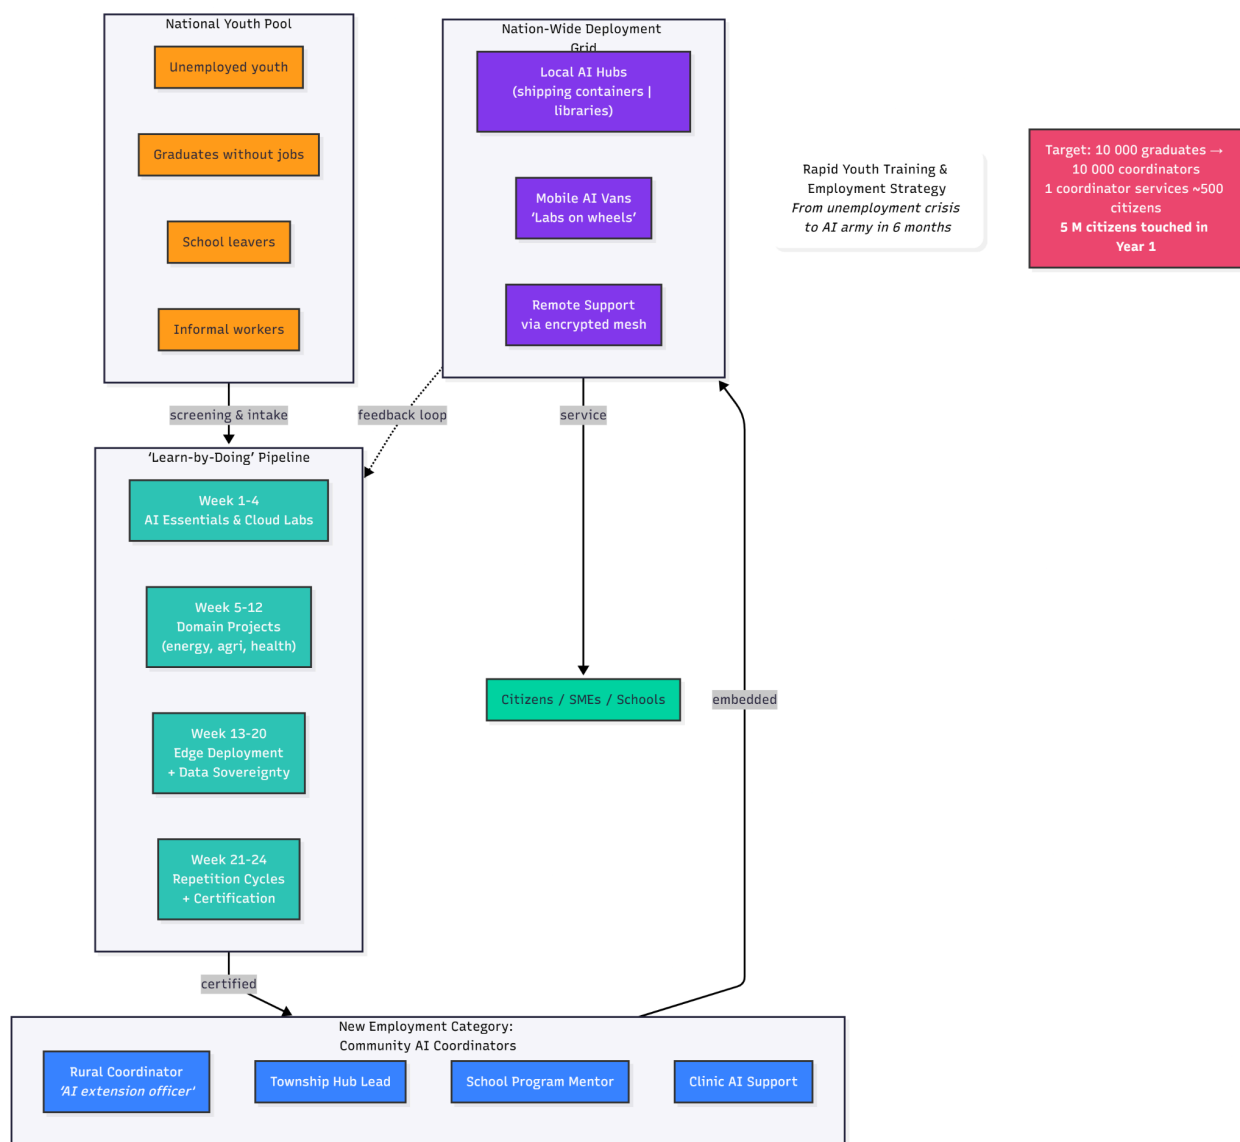 National Youth Pool
Unemployed youth
Graduates without jobs
School leavers
Informal workers
Nation-Wide Deployment
Grid
Local AI Hubs
(shipping containers |
libraries)
Mobile AI Vans
‘Labs on wheels’
Remote Support
via encrypted mesh
Rapid Youth Training &
Employment Strategy
From unemployment crisis
to AI army in 6 months
Target: 10 000 graduates →
10 000 coordinators
1 coordinator services ~500
citizens
5 M citizens touched in
Year 1
screening & intake
feedback loop
service
‘Learn-by-Doing’ Pipeline
Week 1-4
AI Essentials & Cloud Labs
Week 5-12
Domain Projects
(energy, agri, health)
Week 13-20
Edge Deployment
+ Data Sovereignty
Week 21-24
Repetition Cycles
+ Certification
Citizens / SMEs / Schools
embedded
certified
New Employment Category:
Community AI Coordinators
Rural Coordinator
‘AI extension officer’
Township Hub Lead
School Program Mentor
Clinic AI Support